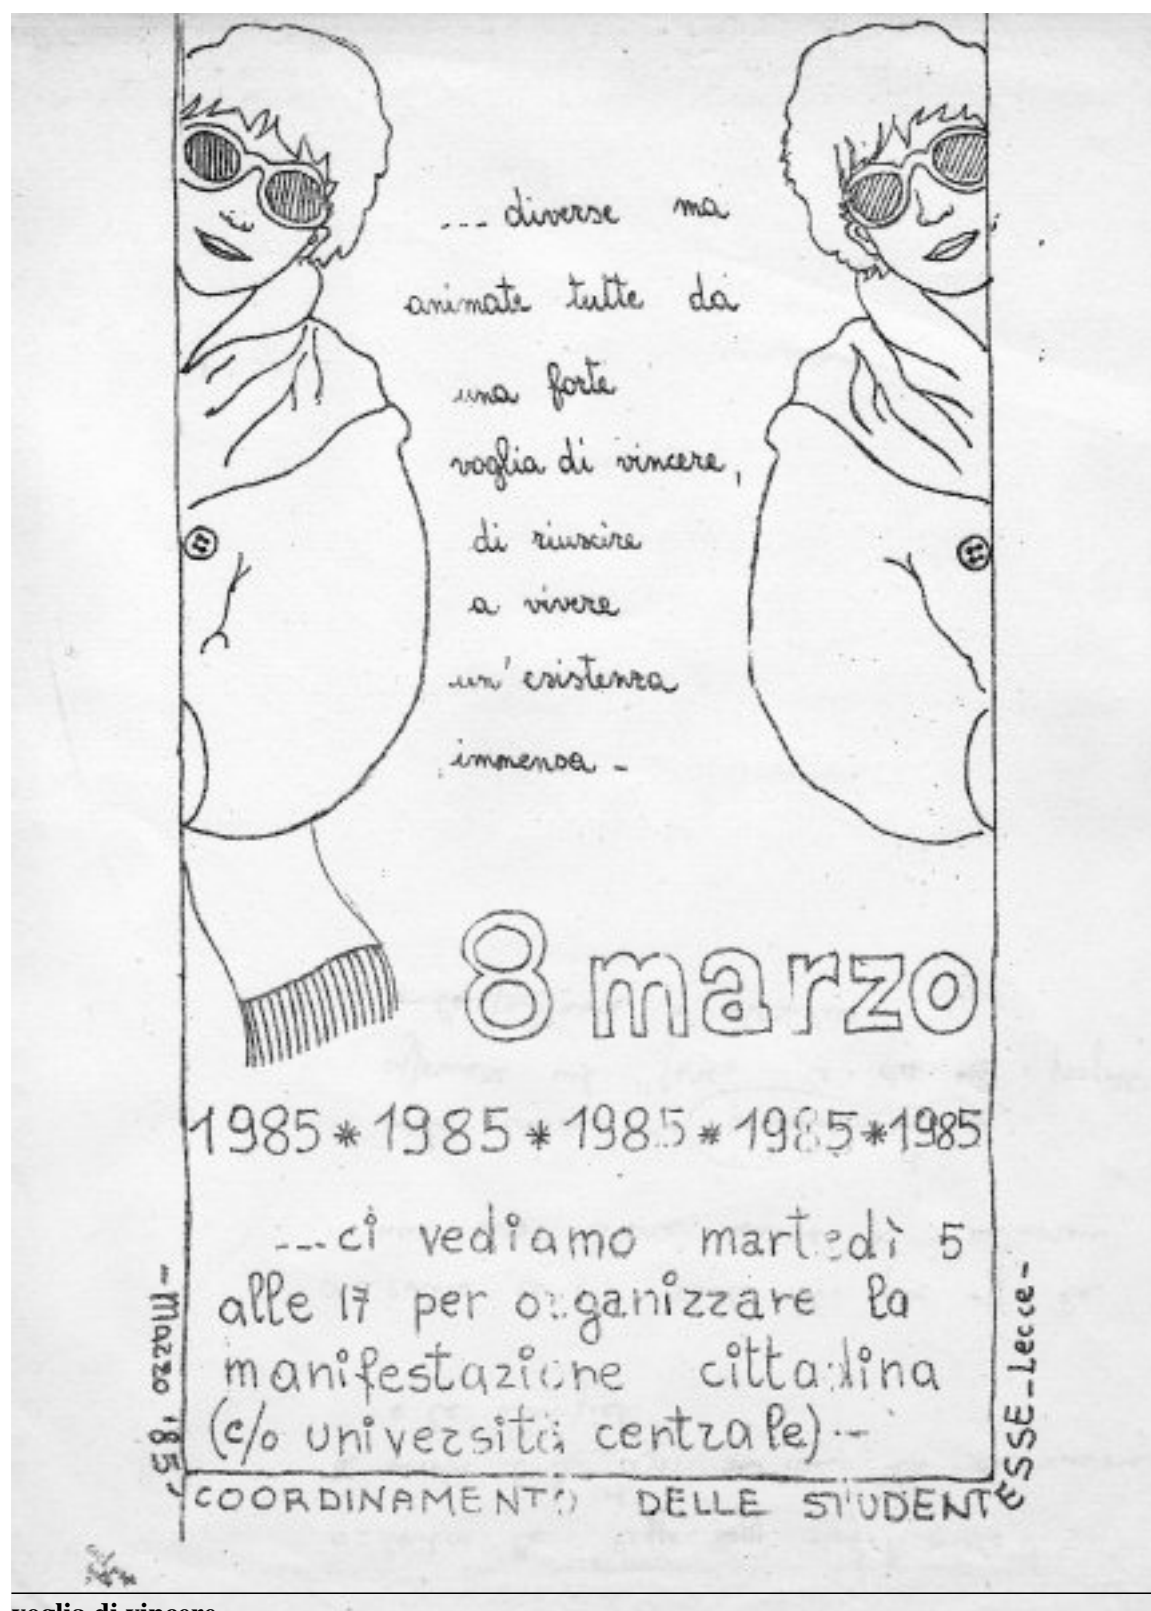 ... diverse ma
animate tutte da
una forte
voglia di vincere,
di riuscire
a vivere
un' esistenza
immensa -
8 marzo
1985 * 1985 * 1985 * 1985 * 1985
...ci vediamo martedì 5
alle 17 per organizzare la
manifestazione cittadina
(c/o università centrale) --
- Marzo '85 -
COORDINAMENTO DELLE STUDENTESSE - Lecce -
voglia di vincere